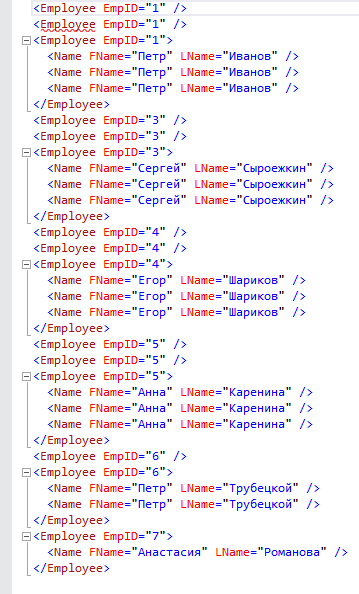 <Employee EmpID="1" />
<Employee EmpID="1" />
<Employee EmpID="1">
<Name FName="Петр" LName="Иванов" />
<Name FName="Петр" LName="Иванов" />
<Name FName="Петр" LName="Иванов" />
</Employee>
<Employee EmpID="3" />
<Employee EmpID="3" />
<Employee EmpID="3">
<Name FName="Сергей" LName="Сыроежкин" />
<Name FName="Сергей" LName="Сыроежкин" />
<Name FName="Сергей" LName="Сыроежкин" />
</Employee>
<Employee EmpID="4" />
<Employee EmpID="4" />
<Employee EmpID="4">
<Name FName="Егор" LName="Шариков" />
<Name FName="Егор" LName="Шариков" />
<Name FName="Егор" LName="Шариков" />
</Employee>
<Employee EmpID="5" />
<Employee EmpID="5" />
<Employee EmpID="5">
<Name FName="Анна" LName="Каренина" />
<Name FName="Анна" LName="Каренина" />
<Name FName="Анна" LName="Каренина" />
</Employee>
<Employee EmpID="6" />
<Employee EmpID="6">
<Name FName="Петр" LName="Трубецкой" />
<Name FName="Петр" LName="Трубецкой" />
</Employee>
<Employee EmpID="7">
<Name FName="Анастасия" LName="Романова" />
</Employee>